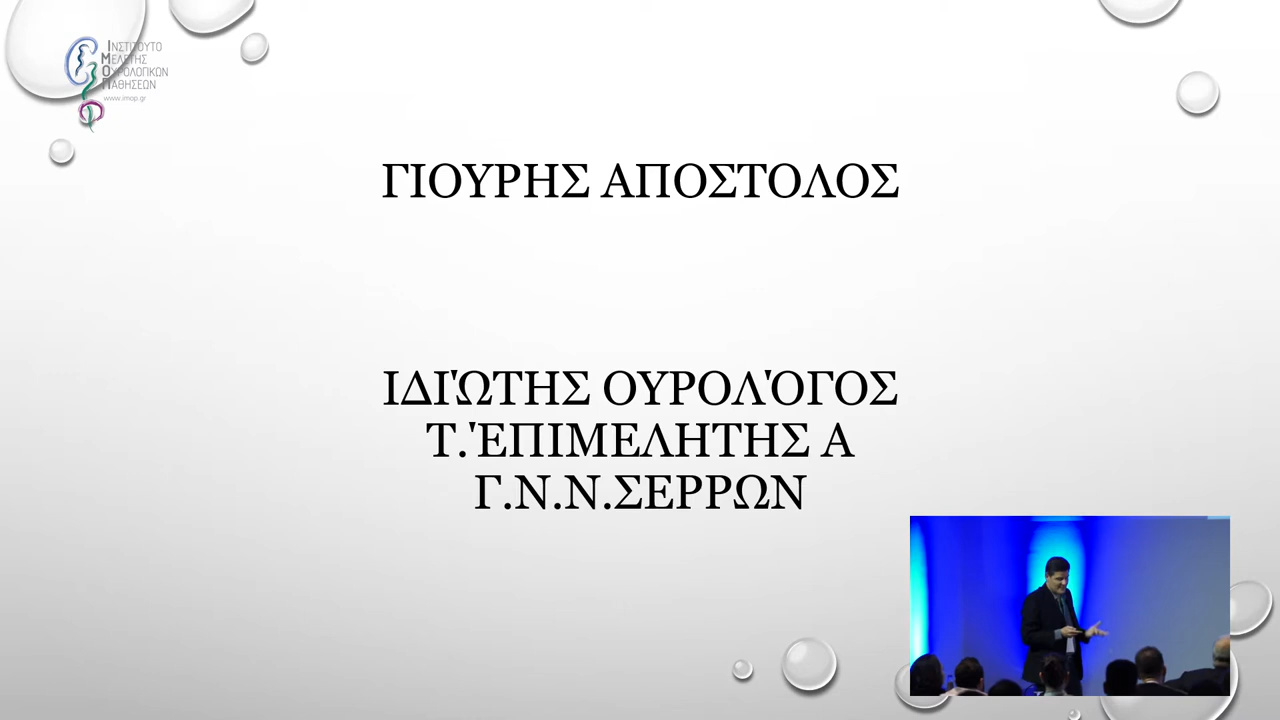 ΙΝΣΤΙΤΟΥΤΟ
ΜΕΛΕΤΗΣ
ΟΥΡΟΛΟΓΙΚΩΝ
ΠΑΘΗΣΕΩΝ
www.imop.gr
ΓΙΟΥΡΗΣ ΑΠΟΣΤΟΛΟΣ
ΙΔΙΏΤΗΣ ΟΥΡΟΛΌΓΟΣ
Τ.ΈΠΙΜΕΛΗΤΗΣ Α
Γ.Ν.Ν.ΣΕΡΡΩΝ